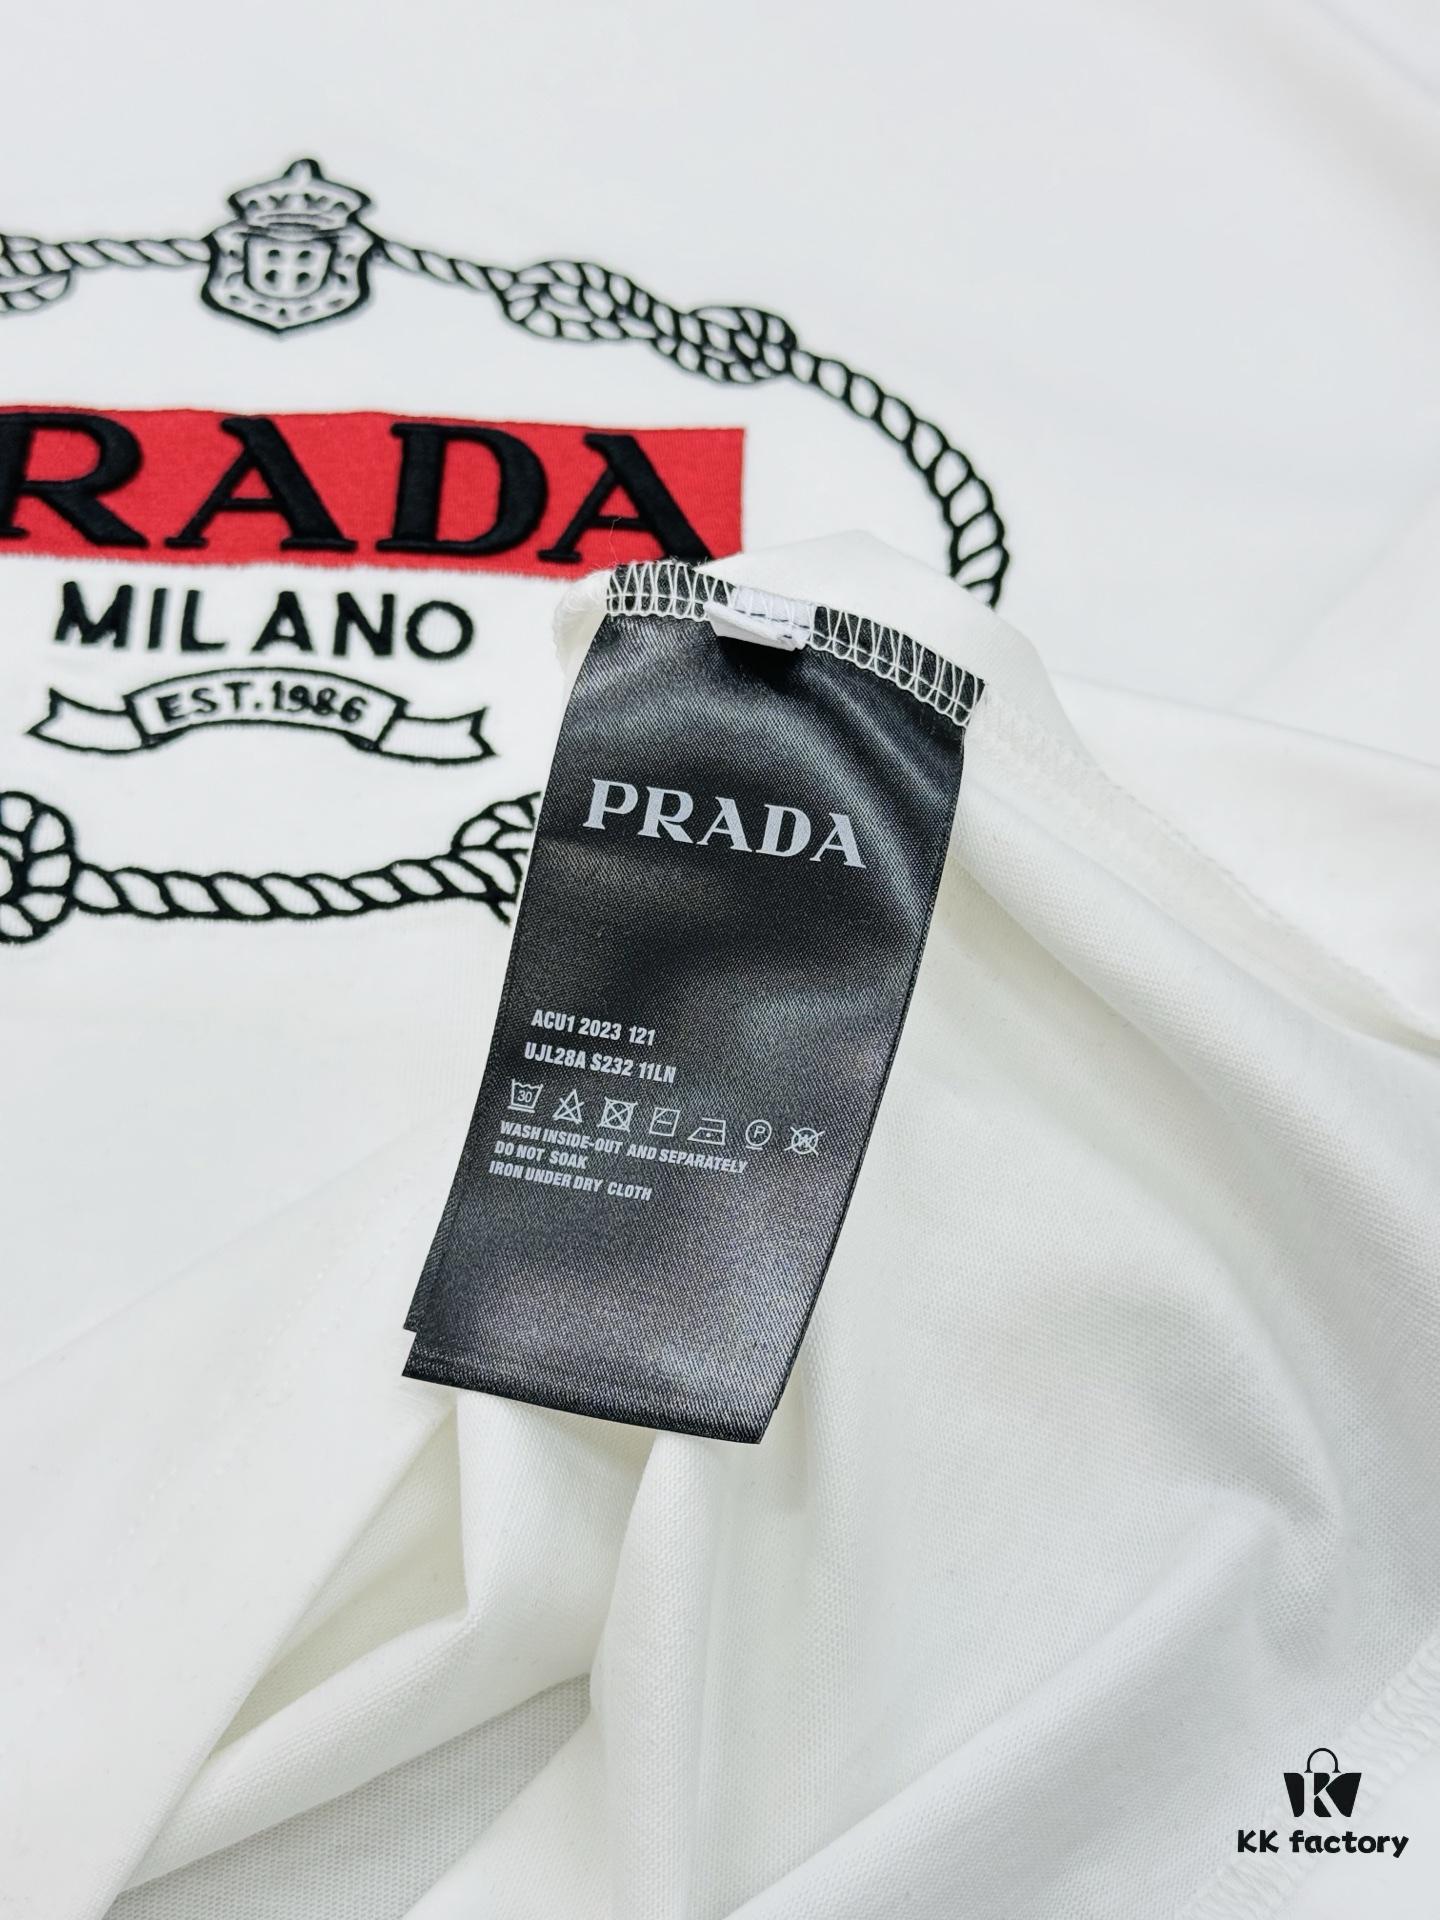 RADA
MILANO
EST.1986
PRADA
ACU1 2023 121
UJL28A S232 11LN
30
P
W
WASH INSIDE-OUT AND SEPARATELY
DO NOT SOAK
IRON UNDER DRY CLOTH
K
KK factory